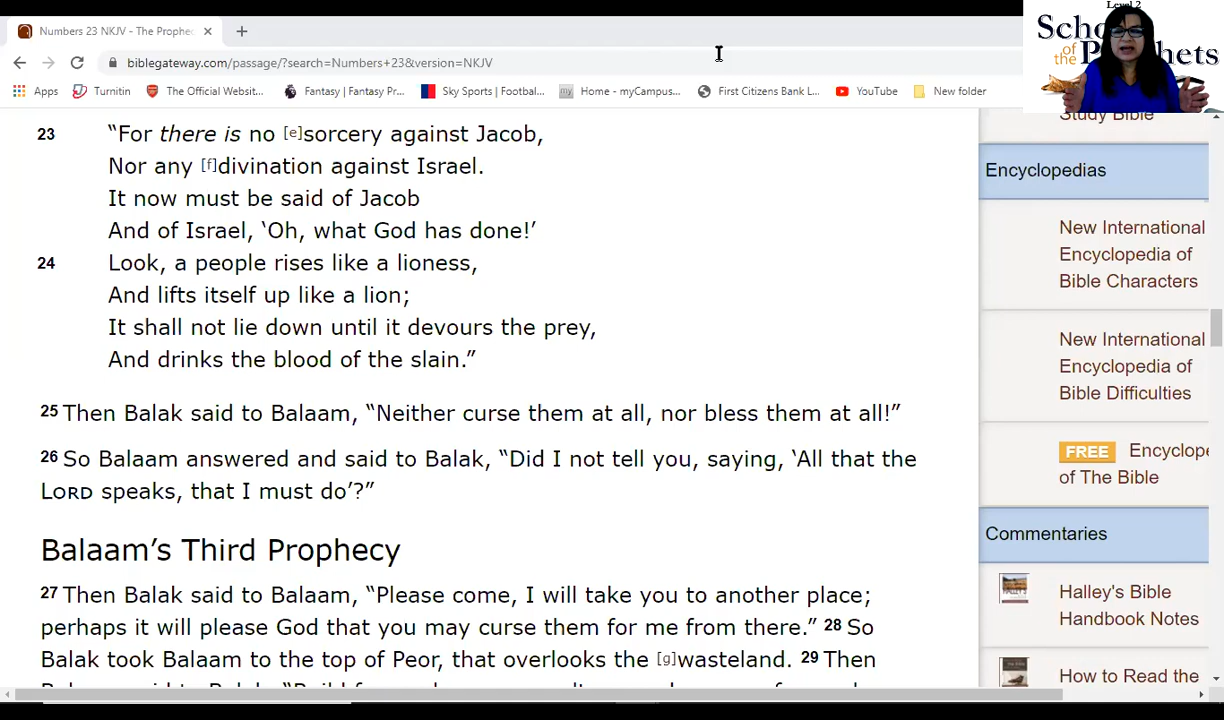 Level 2
Numbers 23 NKJV - The Prophec
biblegateway.com/passage/?search=Numbers+23&version=NKJV
Apps Turnitin The Official Websit... Fantasy | Fantasy Pr... Sky Sports | Footbal... Home - myCampus... First Citizens Bank L... YouTube New folder
of the
23 “For there is no [e]sorcery against Jacob,
Nor any [f]divination against Israel.
It now must be said of Jacob
And of Israel, ‘Oh, what God has done!’
24 Look, a people rises like a lioness,
And lifts itself up like a lion;
It shall not lie down until it devours the prey,
And drinks the blood of the slain.”
25 Then Balak said to Balaam, “Neither curse them at all, nor bless them at all!”
26 So Balaam answered and said to Balak, “Did I not tell you, saying, ‘All that the
LORD speaks, that I must do’?”
Balaam’s Third Prophecy
27 Then Balak said to Balaam, “Please come, I will take you to another place;
perhaps it will please God that you may curse them for me from there.” 28 So
Balak took Balaam to the top of Peor, that overlooks the [g]wasteland. 29 Then
Study Bible
Encyclopedias
New International
Encyclopedia of
Bible Characters
New International
Encyclopedia of
Bible Difficulties
FREE Encyclope
of The Bible
Commentaries
Halley's Bible
Handbook Notes
How to Read the